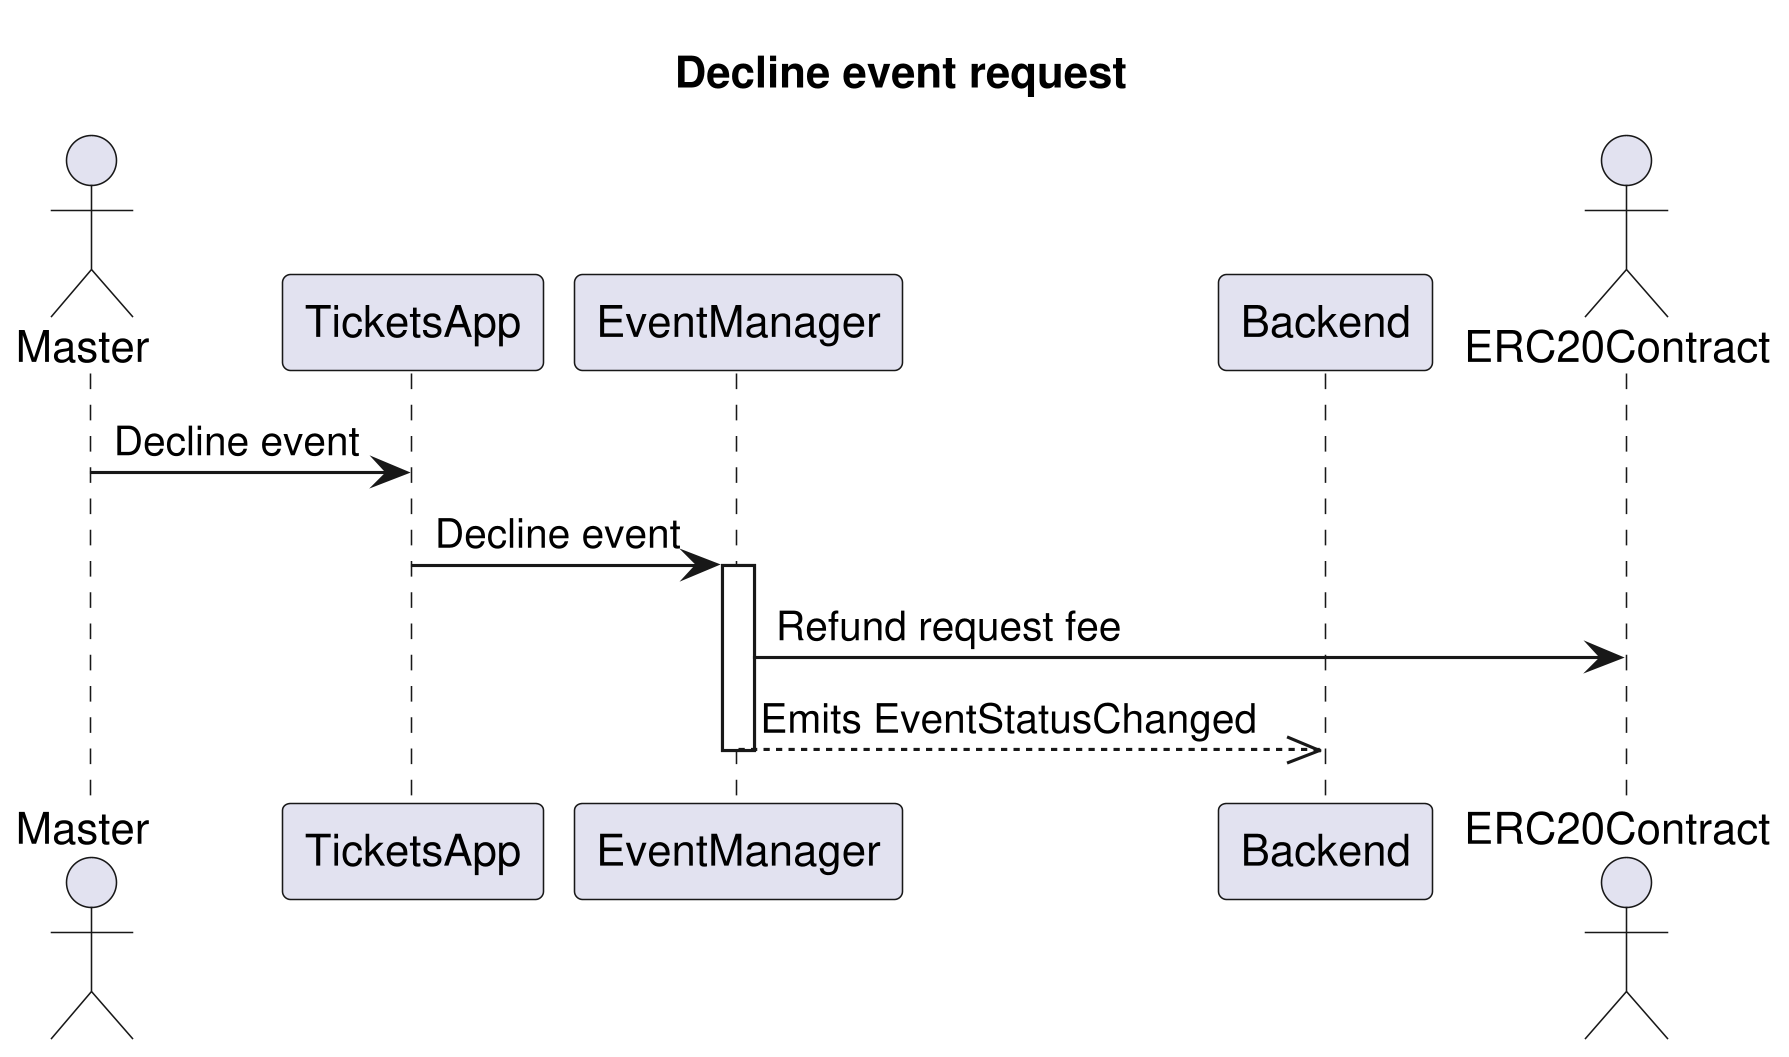 Decline event request
Master
TicketsApp
EventManager
Backend
ERC20Contract
Decline event
Decline event
Refund request fee
Emits EventStatusChanged
Master
TicketsApp
EventManager
Backend
ERC20Contract